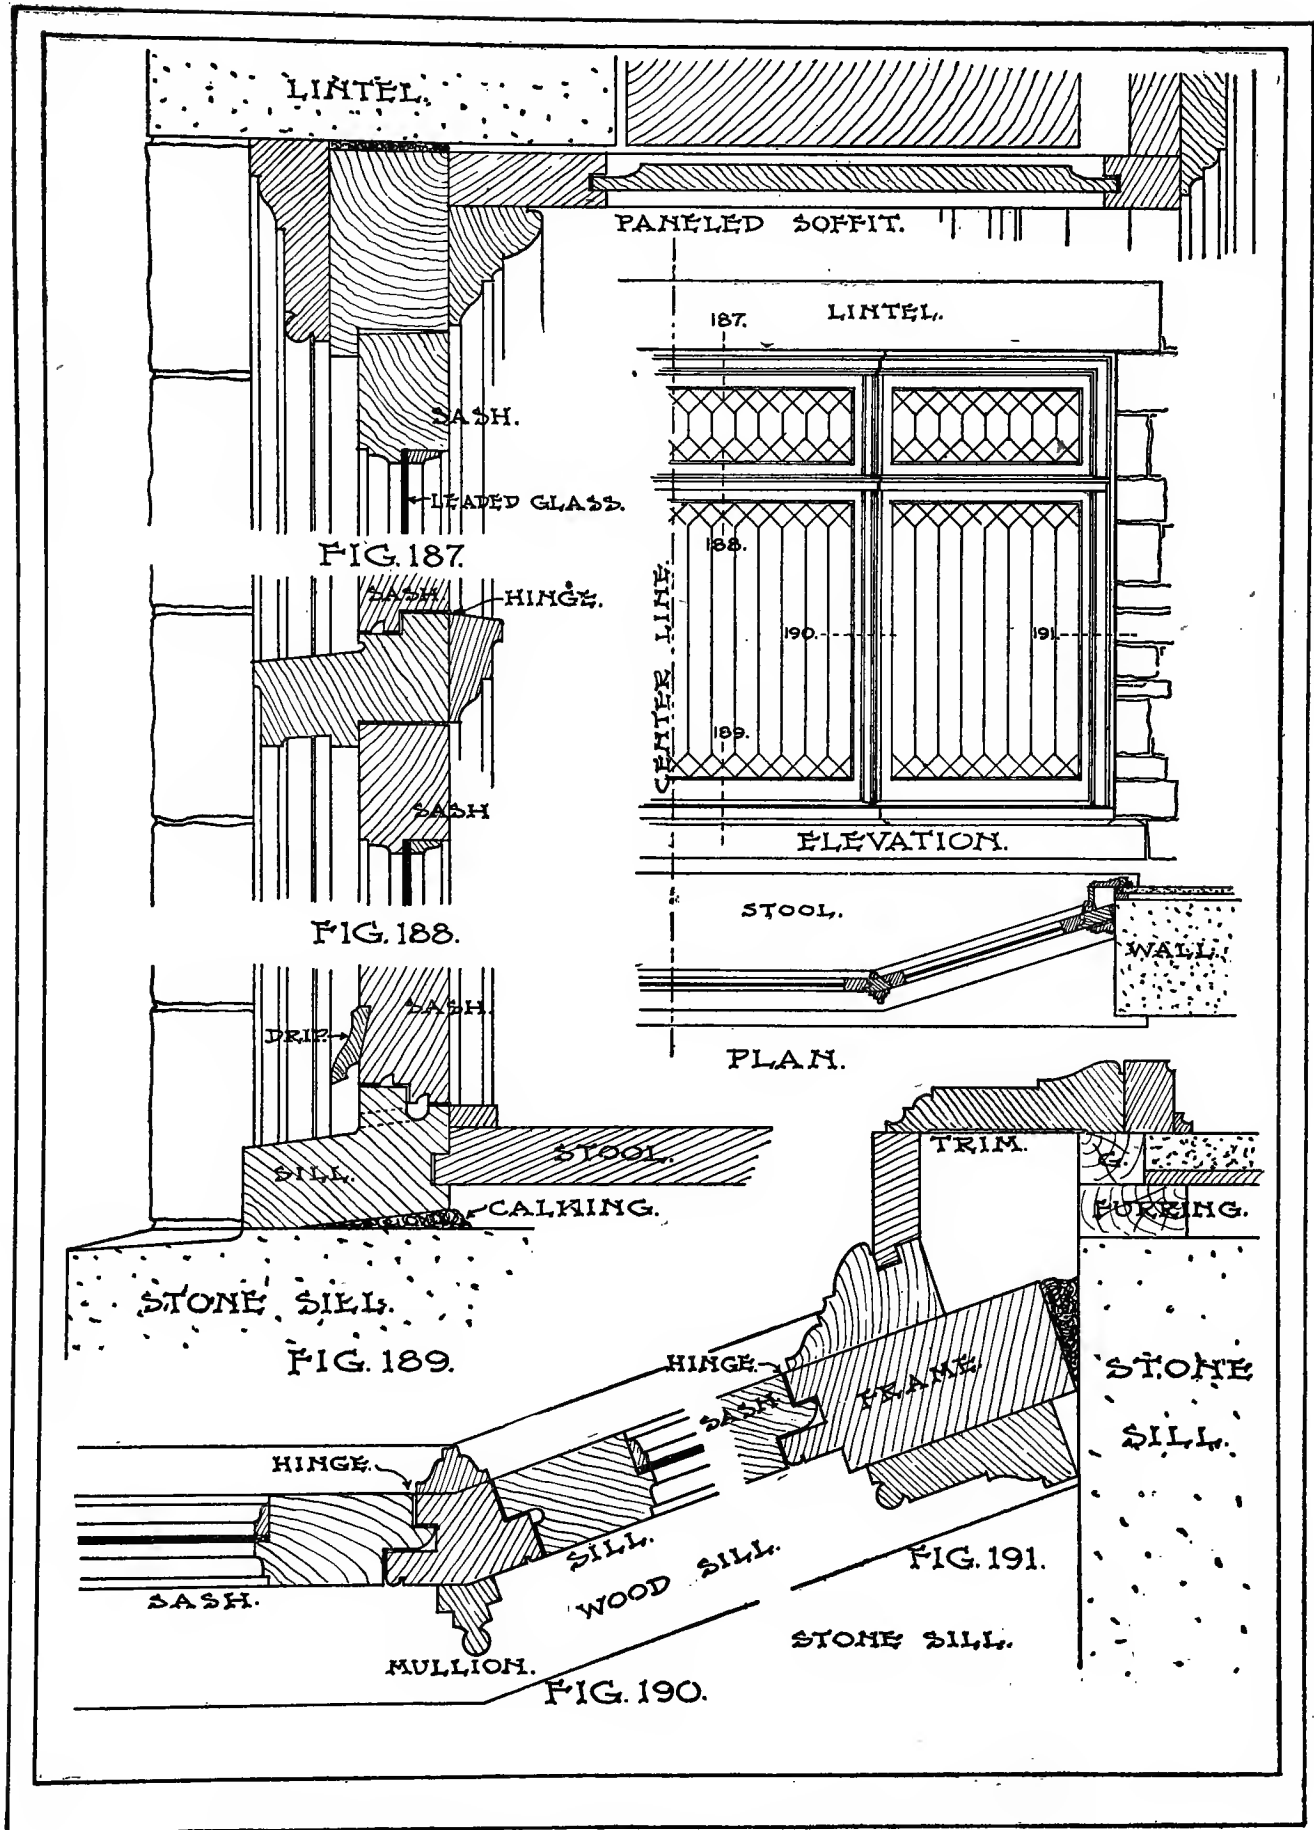 LINTEL.
PANELED SOFFIT.
187.
LINTEL.
SASH.
LEADED GLASS.
FIG. 187.
188.
SASH.
HINGE.
CENTER LINE.
190.
191.
189.
SASH
ELEVATION.
STOOL.
FIG. 188.
WALL.
SASH.
DRIP.
PLAN.
TRIM.
G
STOOL.
SILL.
CALKING.
FURRING.
STONE SILL.
FIG. 189.
HINGE.
SASH
FRAME.
STONE
SILL.
HINGE.
SILL.
WOOD SILL.
FIG. 191.
SASH.
STONE SILL.
MULLION.
FIG. 190.